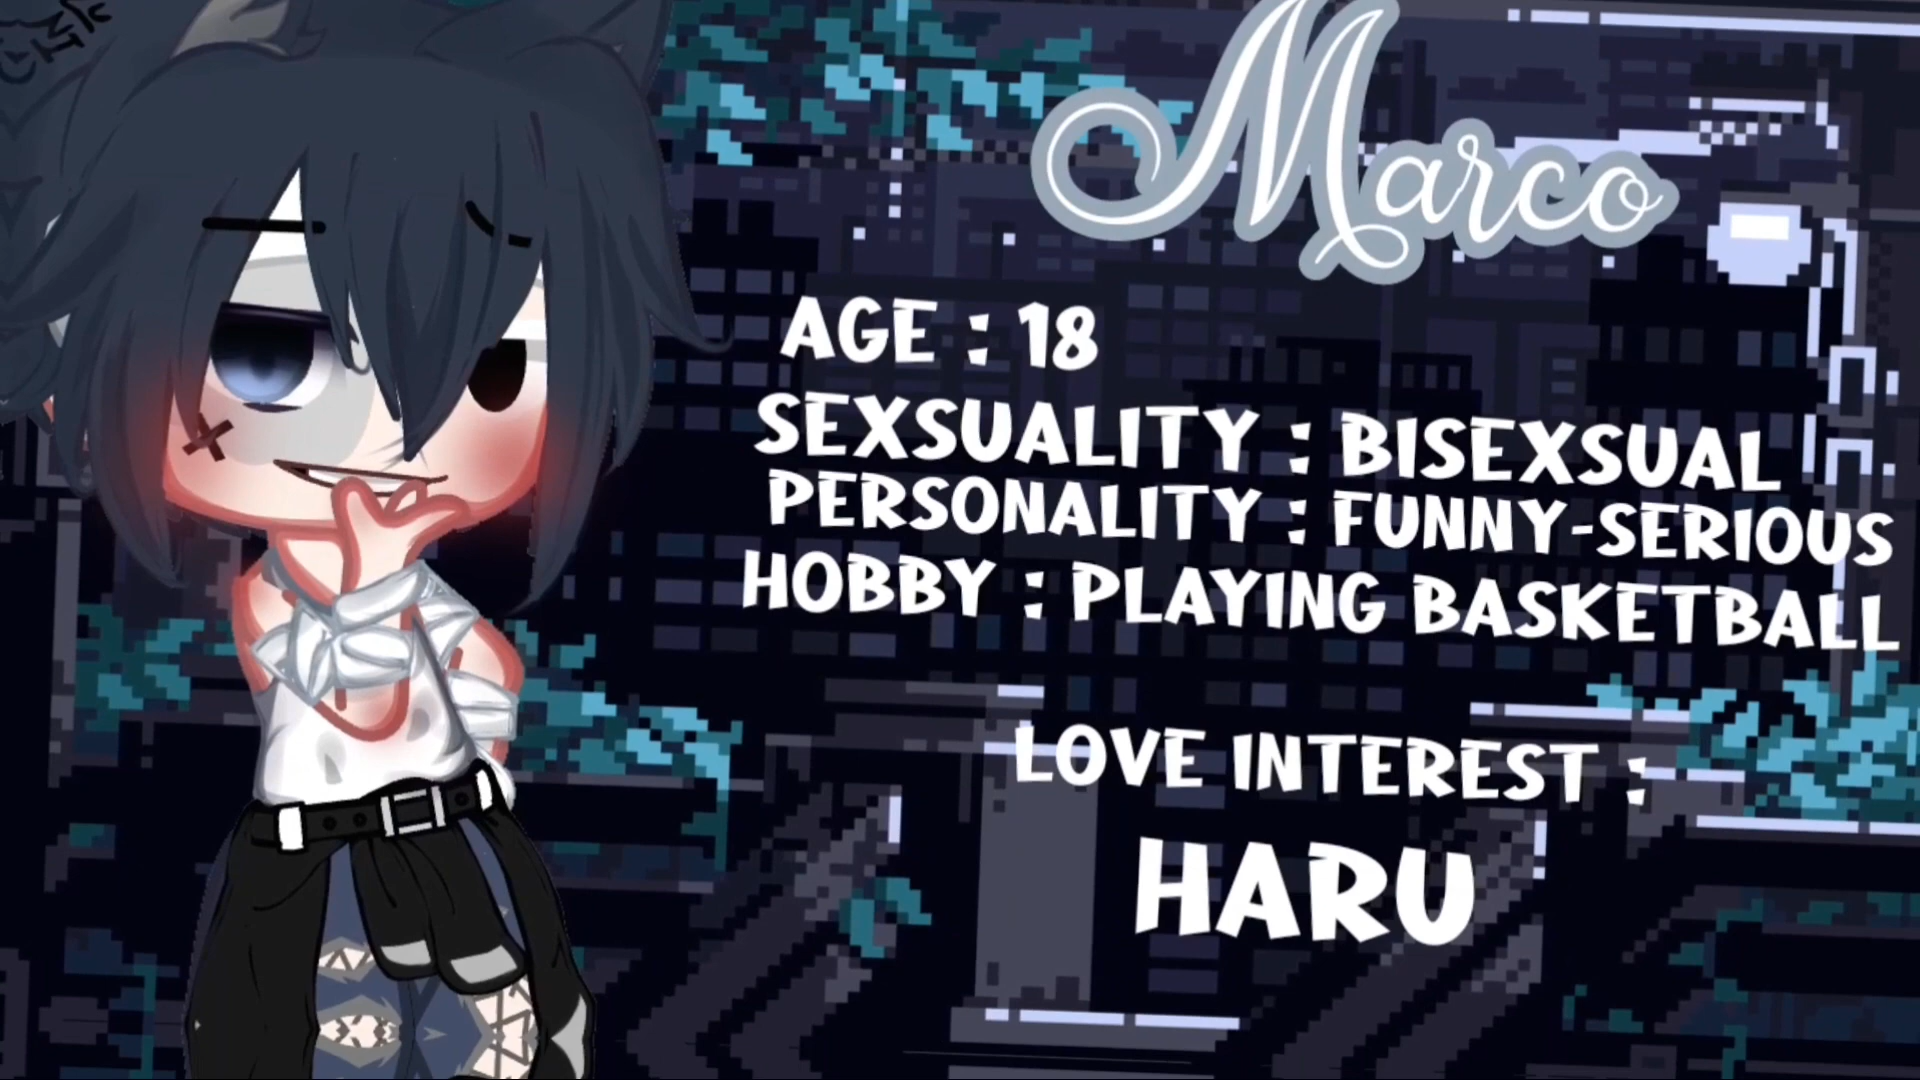 Marco
AGE : 18
SEXSUALITY : BISEXSUAL
PERSONALITY : FUNNY-SERIOUS
HOBBY : PLAYING BASKETBALL
LOVE INTEREST :
HARU